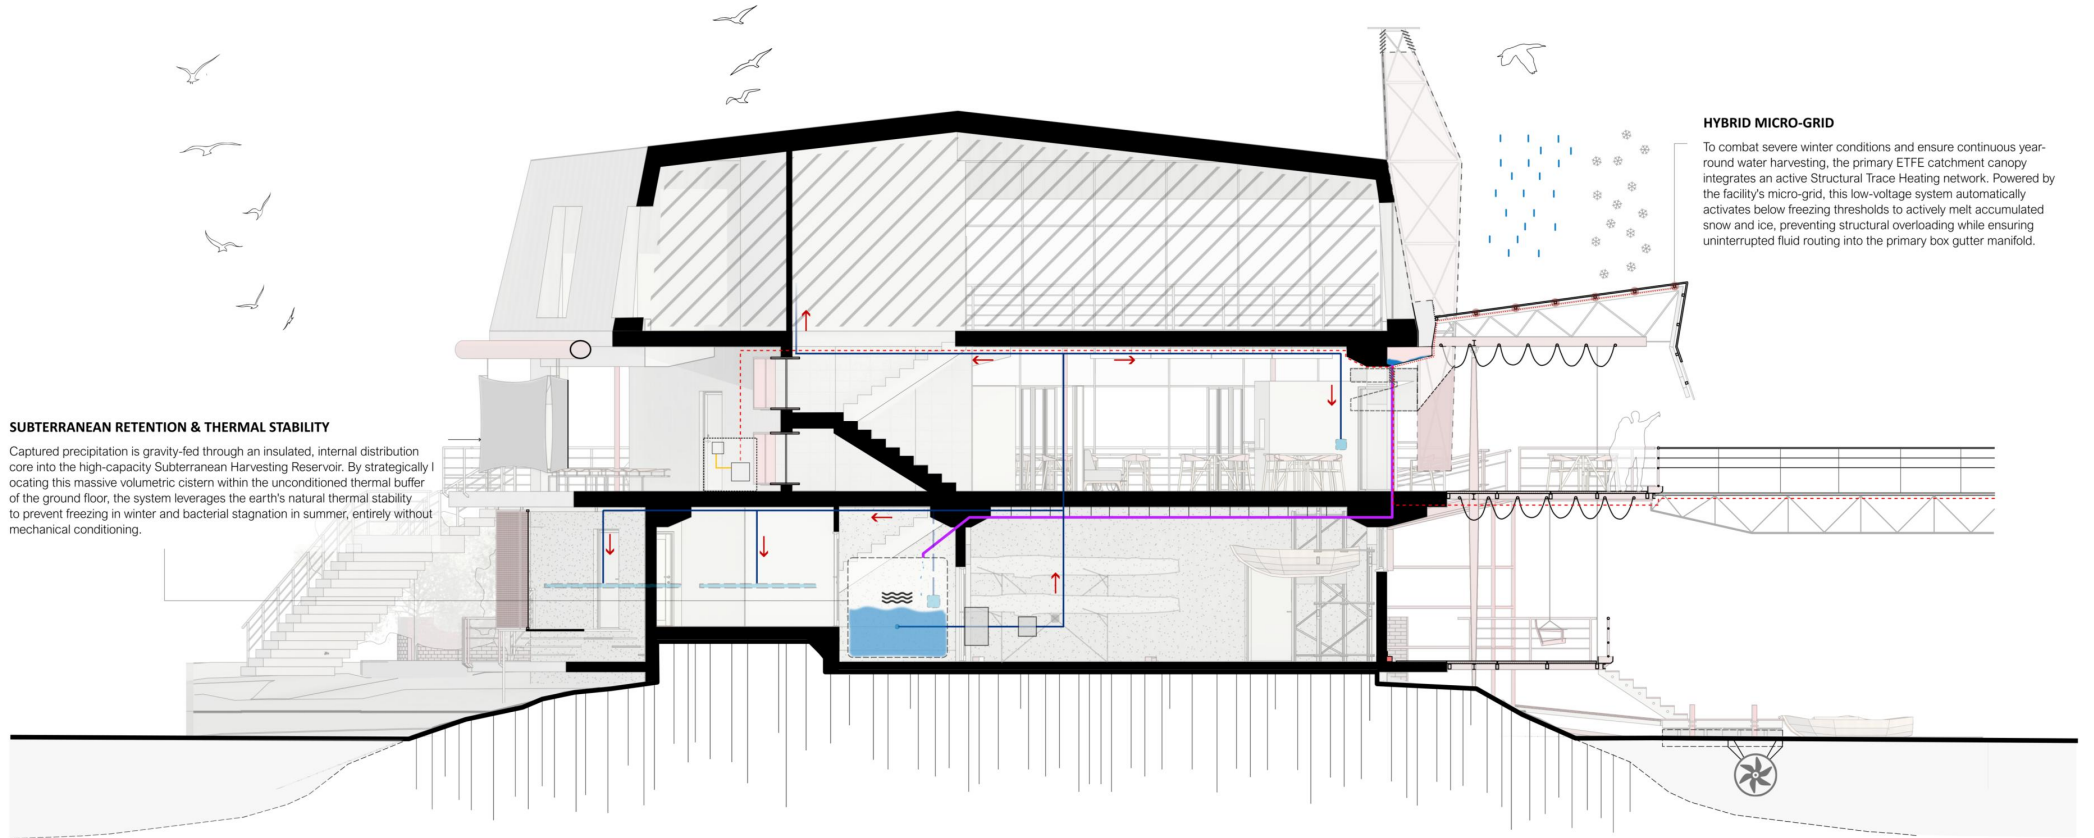 HYBRID MICRO-GRID
To combat severe winter conditions and ensure continuous year-
round water harvesting, the primary ETFE catchment canopy
integrates an active Structural Trace Heating network. Powered by
the facility's micro-grid, this low-voltage system automatically
activates below freezing thresholds to actively melt accumulated
snow and ice, preventing structural overloading while ensuring
uninterrupted fluid routing into the primary box gutter manifold.
SUBTERRANEAN RETENTION & THERMAL STABILITY
Captured precipitation is gravity-fed through an insulated, internal distribution
core into the high-capacity Subterranean Harvesting Reservoir. By strategically l
ocating this massive volumetric cistern within the unconditioned thermal buffer
of the ground floor, the system leverages the earth's natural thermal stability
to prevent freezing in winter and bacterial stagnation in summer, entirely without
mechanical conditioning.